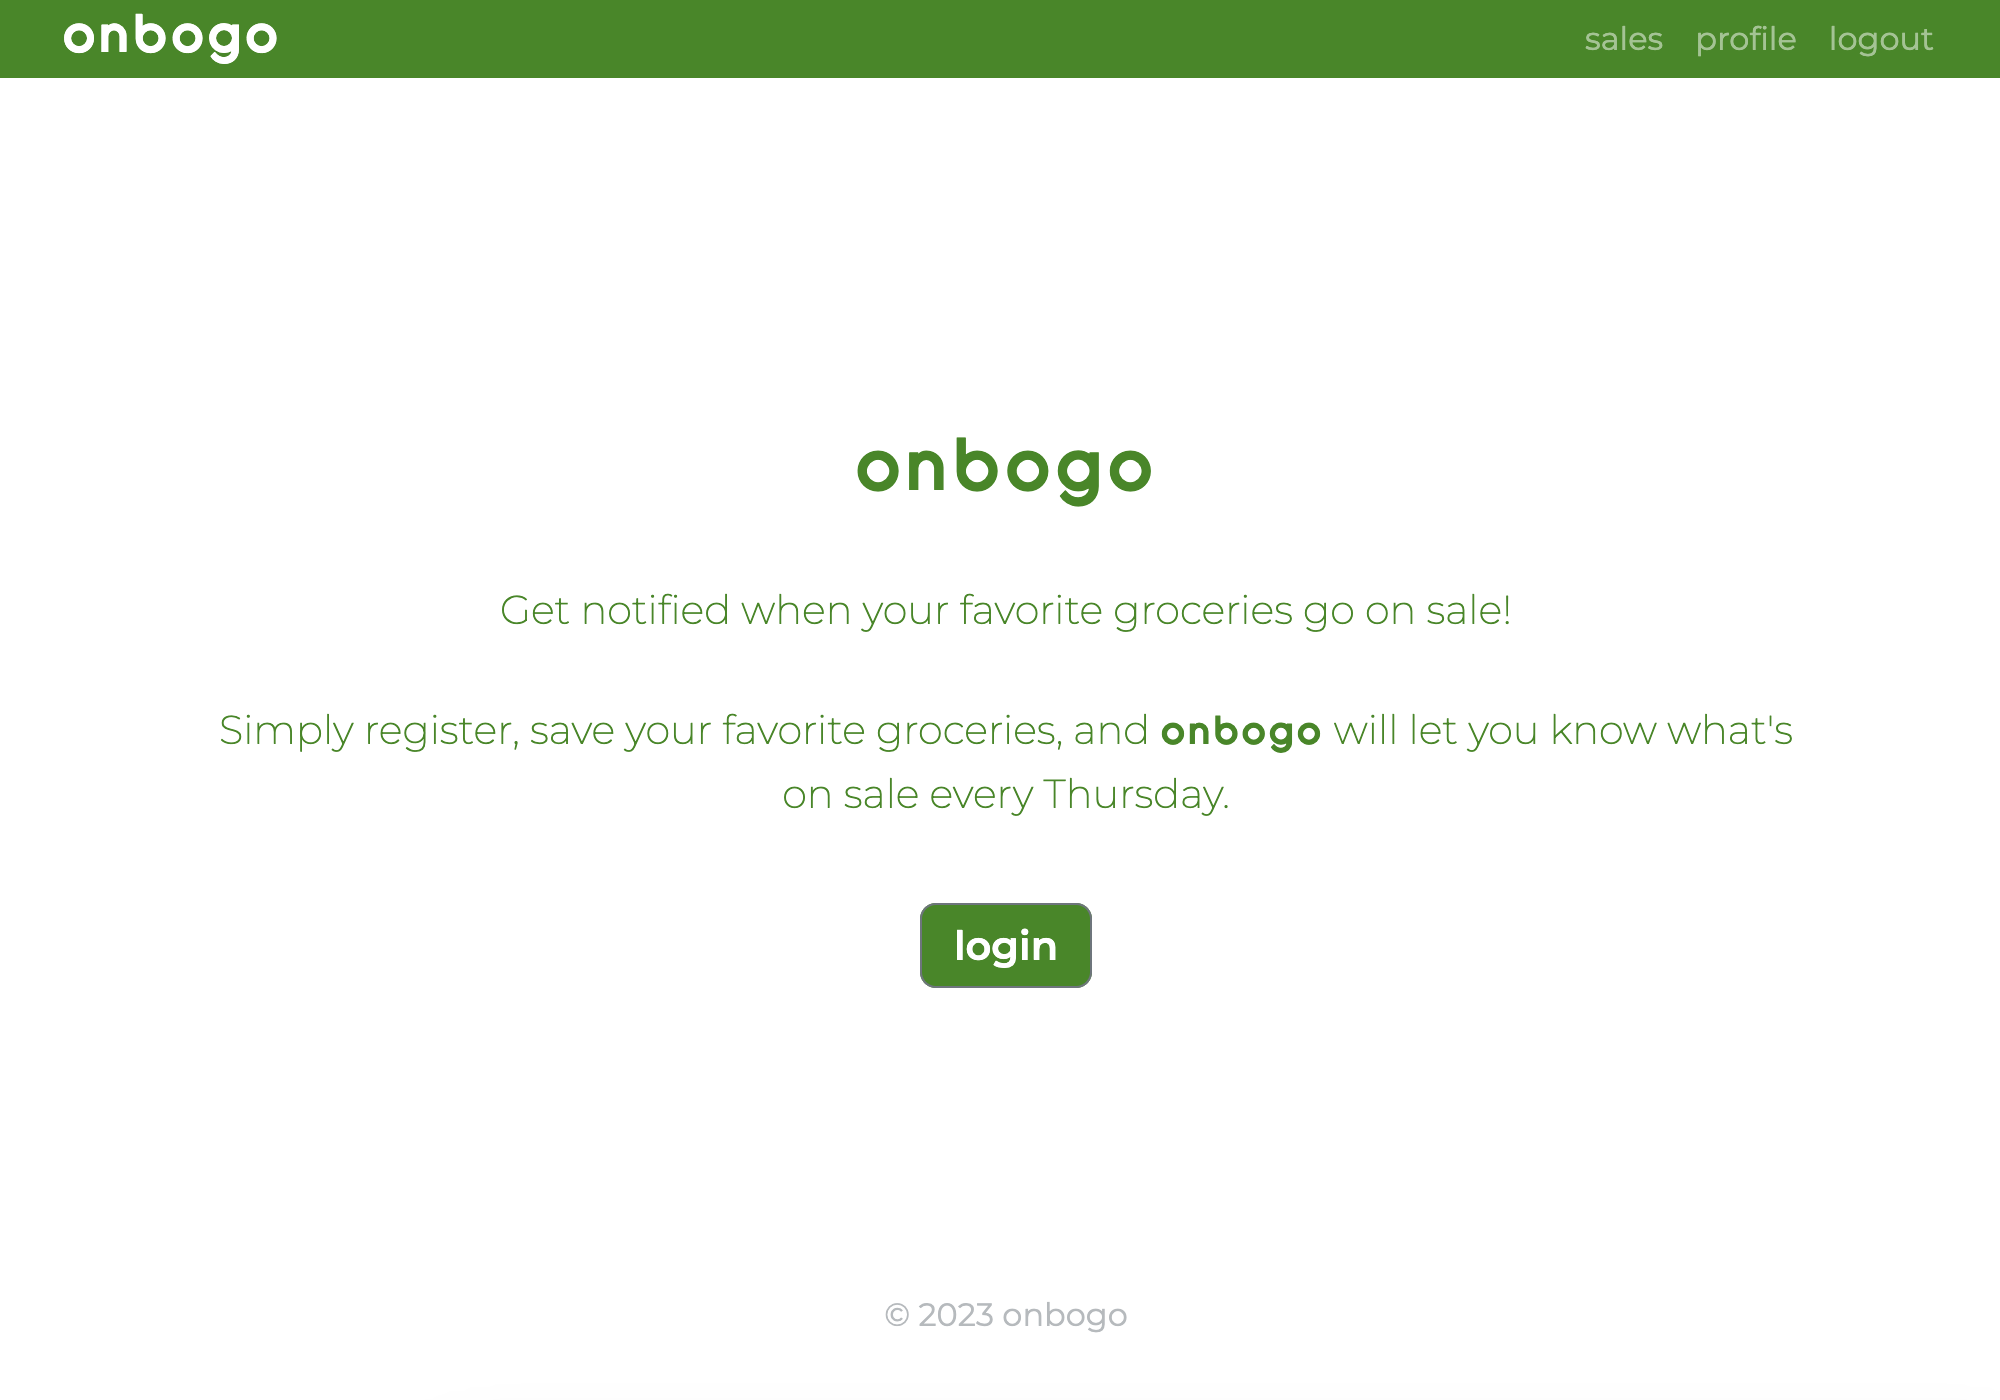 onbogo
sales profile logout
onbogo
Get notified when your favorite groceries go on sale!
Simply register, save your favorite groceries, and onbogo will let you know what's
on sale every Thursday.
login
© 2023 onbogo